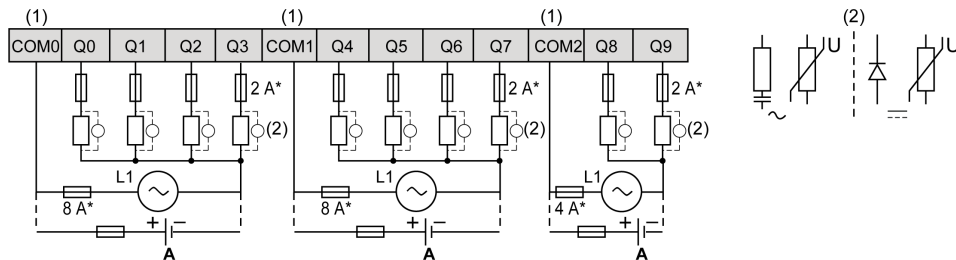 (1) (1) (1) (2)
COM0 Q0 Q1 Q2 Q3 COM1 Q4 Q5 Q6 Q7 COM2 Q8 Q9
U U
2 A* 2 A* 2 A*
(2) (2) (2)
L1 L1 L1
8 A* 8 A* 4 A*
+ − + − + −
A A A